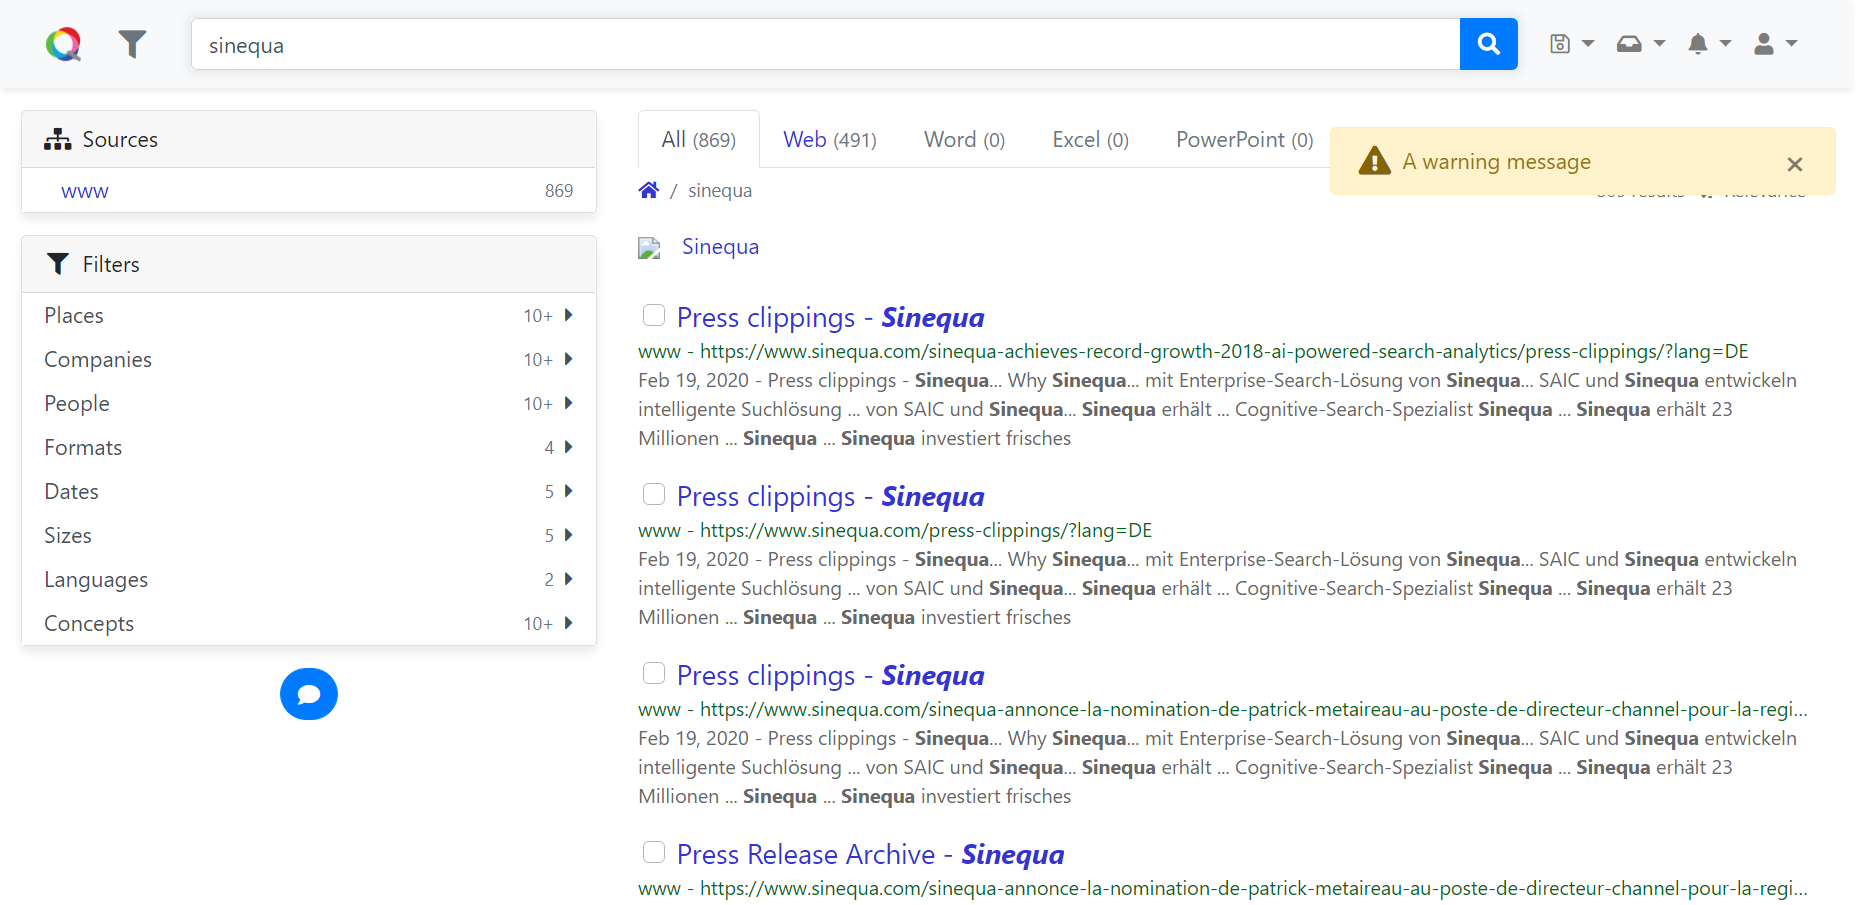 sinequa
Sources
www 869
Filters
Places 10+
Companies 10+
People 10+
Formats 4
Dates 5
Sizes 5
Languages 2
Concepts 10+
All (869) Web (491) Word (0) Excel (0) PowerPoint (0)
A warning message ×
/ sinequa
Sinequa
Press clippings - Sinequa
www - https://www.sinequa.com/sinequa-achieves-record-growth-2018-ai-powered-search-analytics/press-clippings/?lang=DE
Feb 19, 2020 - Press clippings - Sinequa... Why Sinequa... mit Enterprise-Search-Lösung von Sinequa... SAIC und Sinequa entwickeln
intelligente Suchlösung ... von SAIC und Sinequa... Sinequa erhält ... Cognitive-Search-Spezialist Sinequa ... Sinequa erhält 23
Millionen ... Sinequa ... Sinequa investiert frisches
Press clippings - Sinequa
www - https://www.sinequa.com/press-clippings/?lang=DE
Feb 19, 2020 - Press clippings - Sinequa... Why Sinequa... mit Enterprise-Search-Lösung von Sinequa... SAIC und Sinequa entwickeln
intelligente Suchlösung ... von SAIC und Sinequa... Sinequa erhält ... Cognitive-Search-Spezialist Sinequa ... Sinequa erhält 23
Millionen ... Sinequa ... Sinequa investiert frisches
Press clippings - Sinequa
www - https://www.sinequa.com/sinequa-annonce-la-nomination-de-patrick-metaireau-au-poste-de-directeur-channel-pour-la-regi...
Feb 19, 2020 - Press clippings - Sinequa... Why Sinequa... mit Enterprise-Search-Lösung von Sinequa... SAIC und Sinequa entwickeln
intelligente Suchlösung ... von SAIC und Sinequa... Sinequa erhält ... Cognitive-Search-Spezialist Sinequa ... Sinequa erhält 23
Millionen ... Sinequa ... Sinequa investiert frisches
Press Release Archive - Sinequa
www - https://www.sinequa.com/sinequa-annonce-la-nomination-de-patrick-metaireau-au-poste-de-directeur-channel-pour-la-regi...